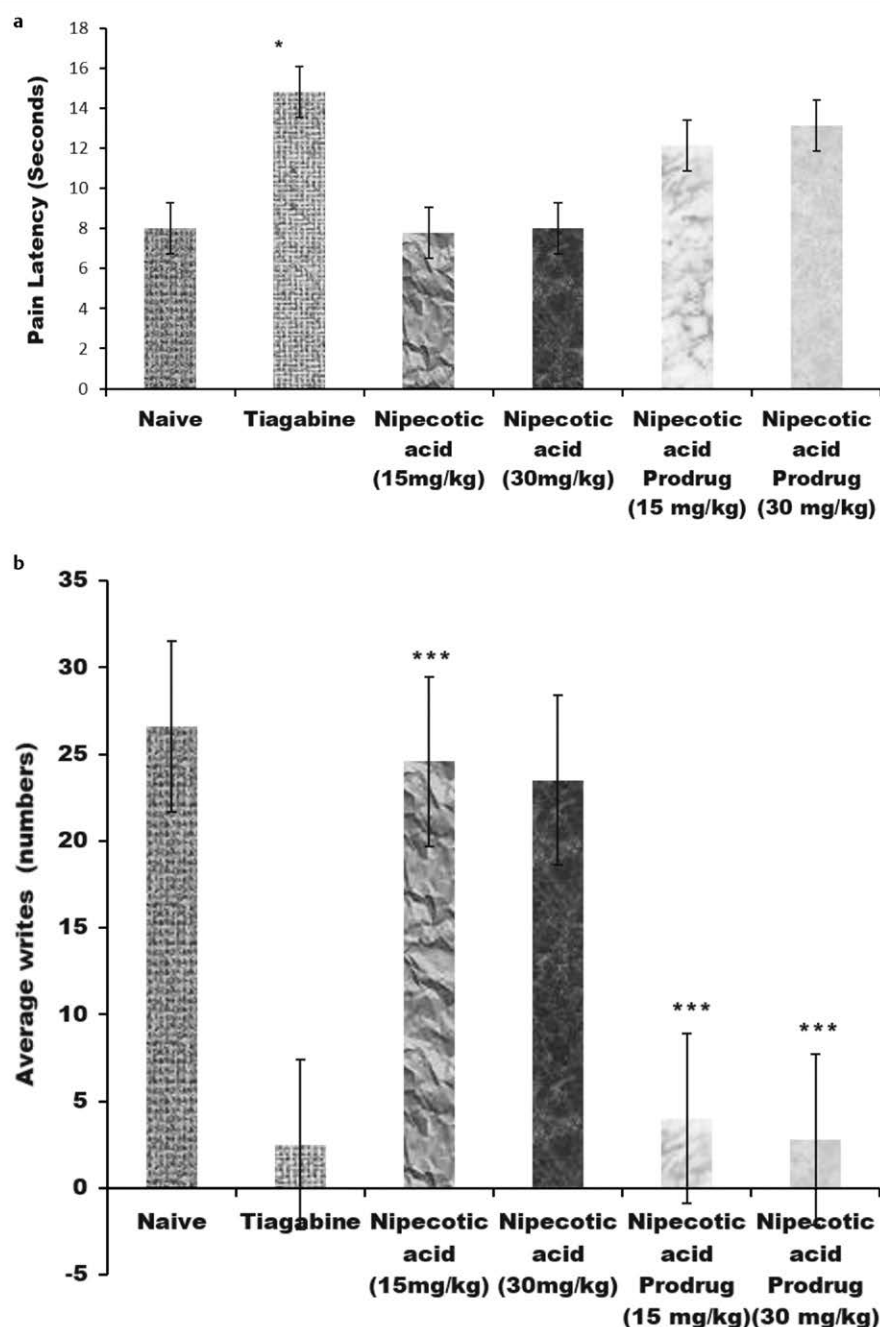 a
Pain Latency (Seconds)
18
16
14
12
10
8
6
4
2
0
*
Naive
Tiagabine
Nipecotic
acid
(15mg/kg)
Nipecotic
acid
(30mg/kg)
Nipecotic
acid
Prodrug
(15 mg/kg)
Nipecotic
acid
Prodrug
(30 mg/kg)
b
Average writes (numbers)
35
30
25
20
15
10
5
0
-5
***
***
***
Naive
Tiagabine
Nipecotic
acid
(15mg/kg)
Nipecotic
acid
(30mg/kg)
Nipecotic
acid
Prodrug
(15 mg/kg)
Nipecotic
acid
Prodrug
(30 mg/kg)